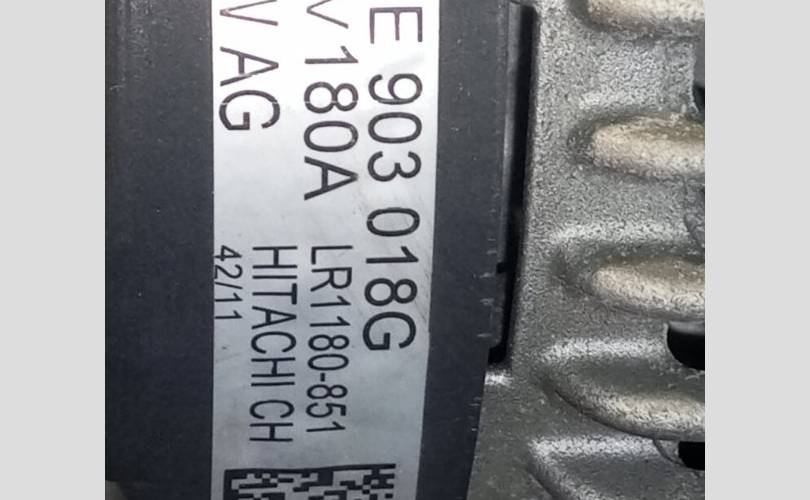 E 903 018G
V 180A LR1180-851
W AG HITACHI CH
42/11